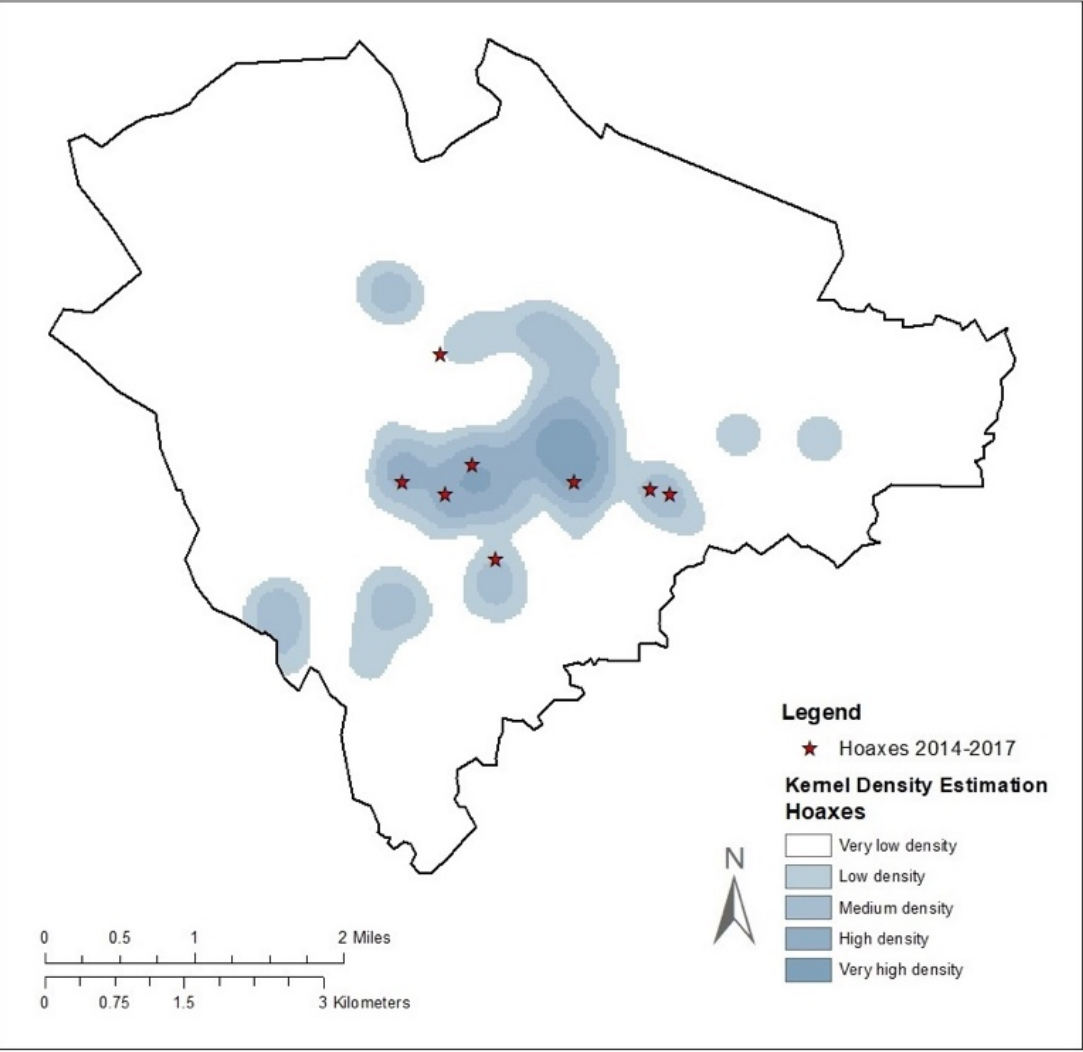 Legend
Hoaxes 2014-2017
Kernel Density Estimation
Hoaxes
Very low density
Low density
Medium density
High density
Very high density
N
0 0.5 1 2 Miles
0 0.75 1.5 3 Kilometers